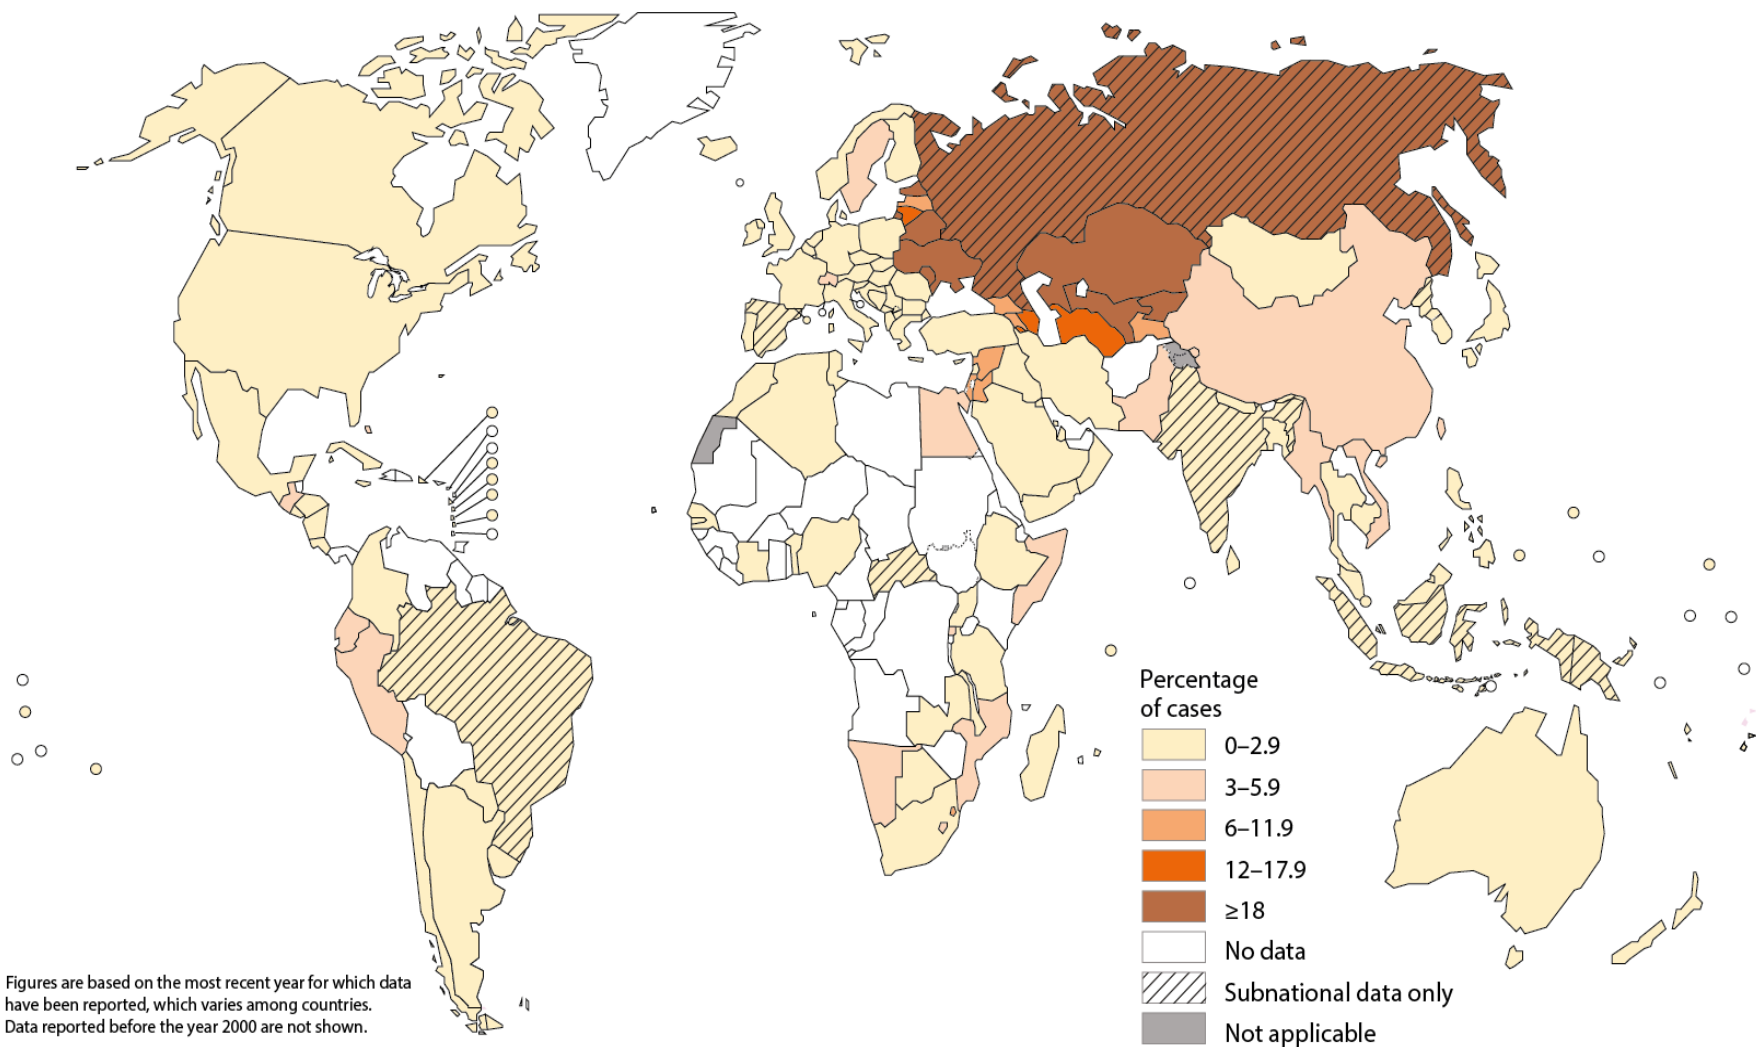 Percentage
of cases
0–2.9
3–5.9
6–11.9
12–17.9
≥18
No data
Subnational data only
Not applicable
Figures are based on the most recent year for which data
have been reported, which varies among countries.
Data reported before the year 2000 are not shown.